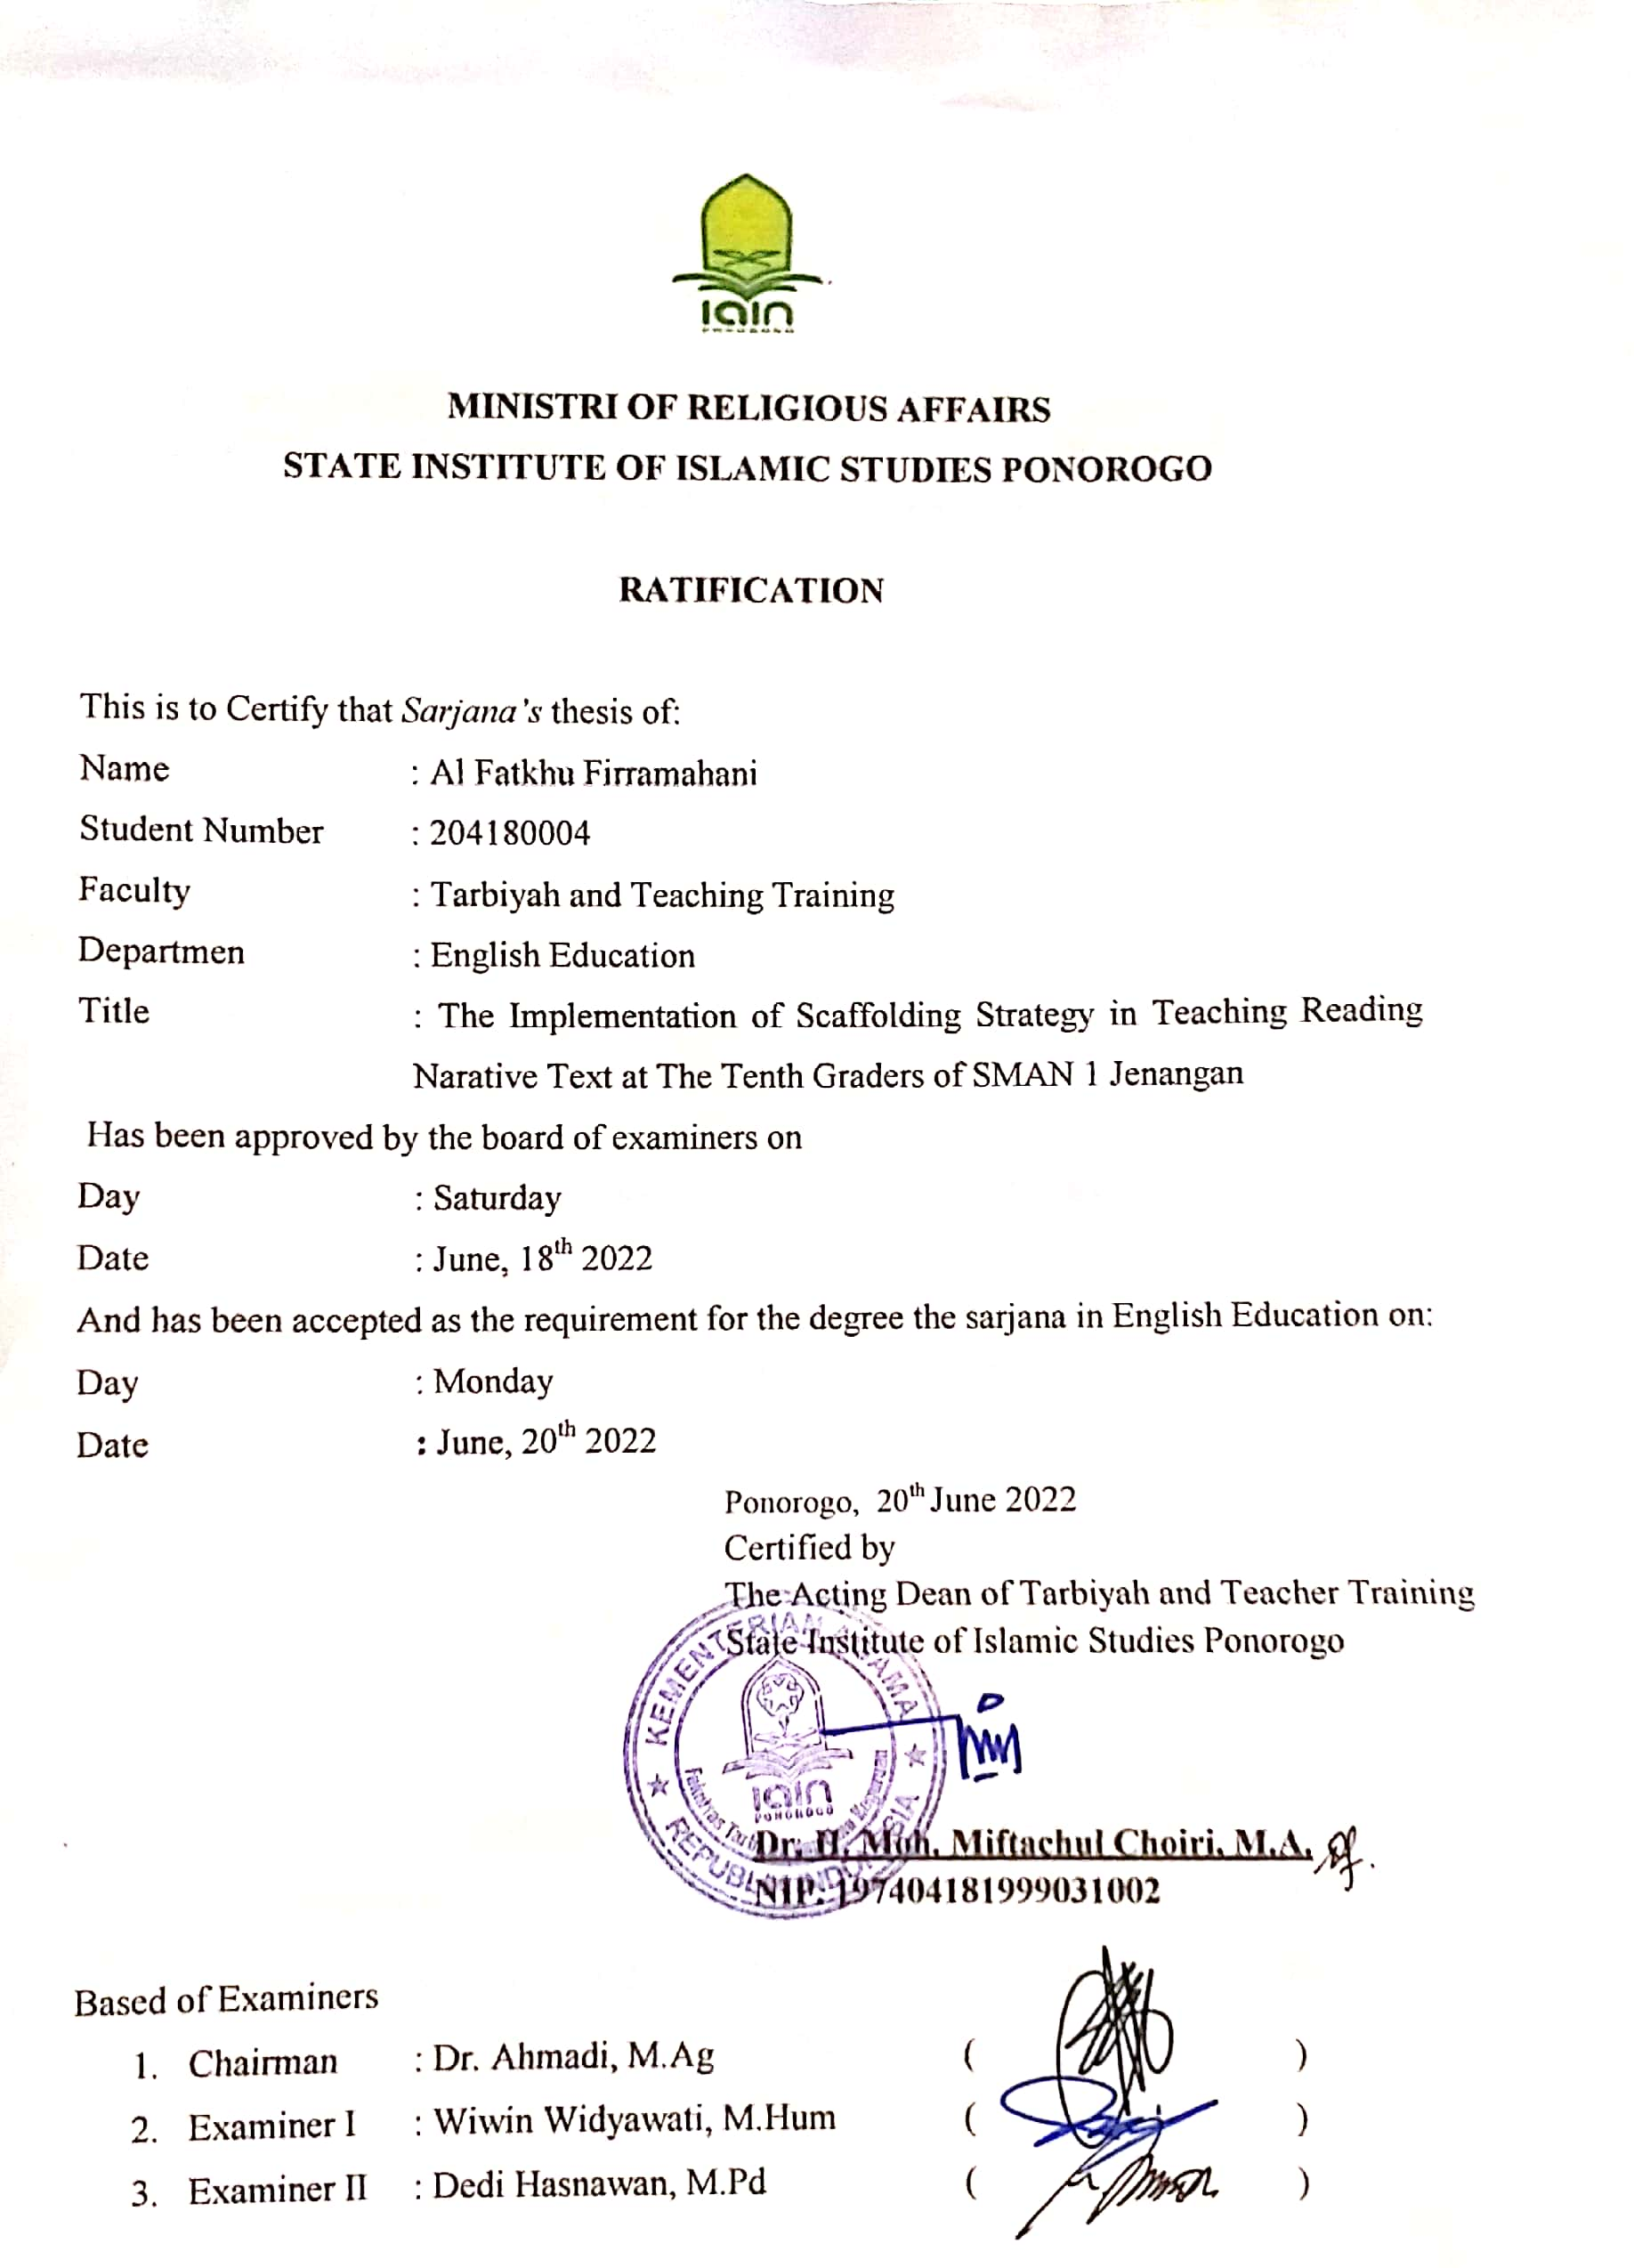 iain
PONOROGO
MINISTRI OF RELIGIOUS AFFAIRS
STATE INSTITUTE OF ISLAMIC STUDIES PONOROGO
RATIFICATION
This is to Certify that Sarjana's thesis of:
Name : Al Fatkhu Firramahani
Student Number : 204180004
Faculty : Tarbiyah and Teaching Training
Departmen : English Education
Title : The Implementation of Scaffolding Strategy in Teaching Reading
Narative Text at The Tenth Graders of SMAN 1 Jenangan
Has been approved by the board of examiners on
Day : Saturday
Date : June, 18th 2022
And has been accepted as the requirement for the degree the sarjana in English Education on:
Day : Monday
Date : June, 20th 2022
Ponorogo, 20th June 2022
Certified by
The Acting Dean of Tarbiyah and Teacher Training
State Institute of Islamic Studies Ponorogo
KEMENTERIAN AGAMA
iain
PONOROGO
REPUBLIK INDONESIA
Dr. H. Moh. Miftachul Choiri, M.A.
NIP. 197404181999031002
Based of Examiners
1. Chairman : Dr. Ahmadi, M.Ag ( )
2. Examiner I : Wiwin Widyawati, M.Hum ( )
3. Examiner II : Dedi Hasnawan, M.Pd ( )